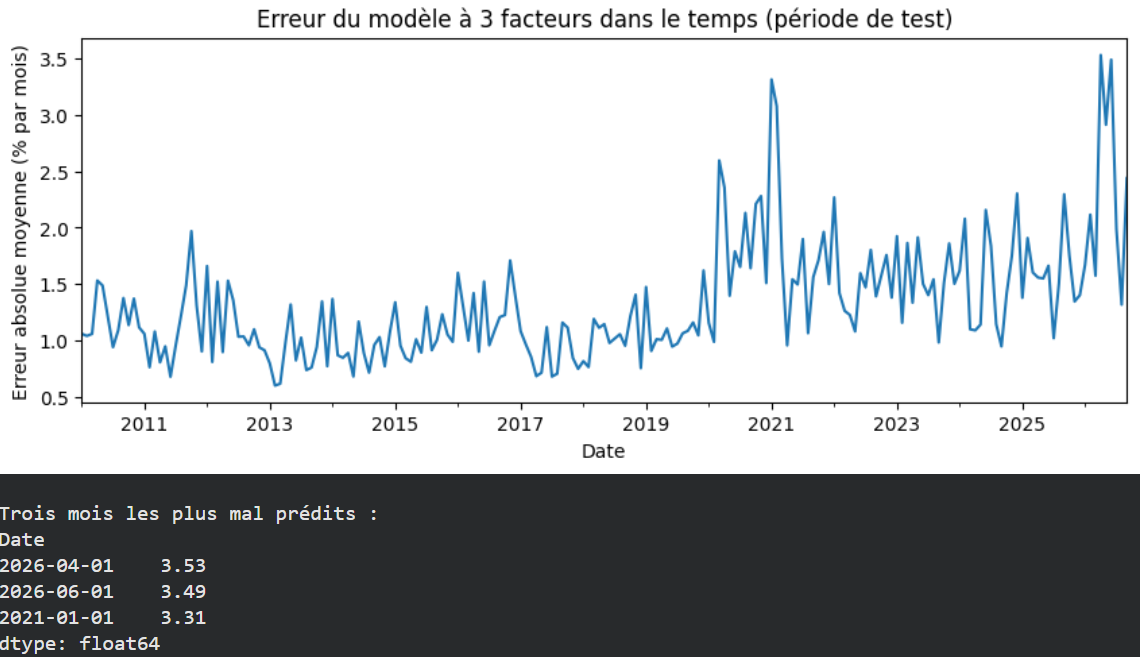 Erreur du modèle à 3 facteurs dans le temps (période de test)
Erreur absolue moyenne (% par mois)
3.5
3.0
2.5
2.0
1.5
1.0
0.5
2011 2013 2015 2017 2019 2021 2023 2025
Date
Trois mois les plus mal prédits :
Date
2026-04-01    3.53
2026-06-01    3.49
2021-01-01    3.31
dtype: float64